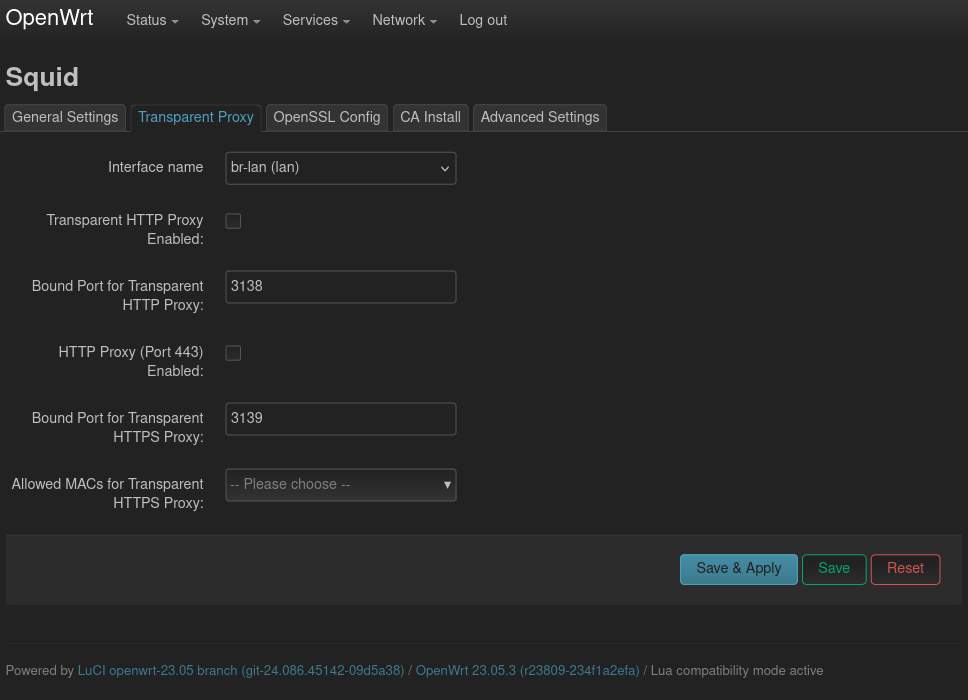 OpenWrt Status System Services Network Log out
Squid
General Settings Transparent Proxy OpenSSL Config CA Install Advanced Settings
Interface name br-lan (lan)
Transparent HTTP Proxy
Enabled:
Bound Port for Transparent 3138
HTTP Proxy:
HTTP Proxy (Port 443)
Enabled:
Bound Port for Transparent 3139
HTTPS Proxy:
Allowed MACs for Transparent -- Please choose --
HTTPS Proxy:
Save & Apply Save Reset
Powered by LuCI openwrt-23.05 branch (git-24.086.45142-09d5a38) / OpenWrt 23.05.3 (r23809-234f1a2efa) / Lua compatibility mode active